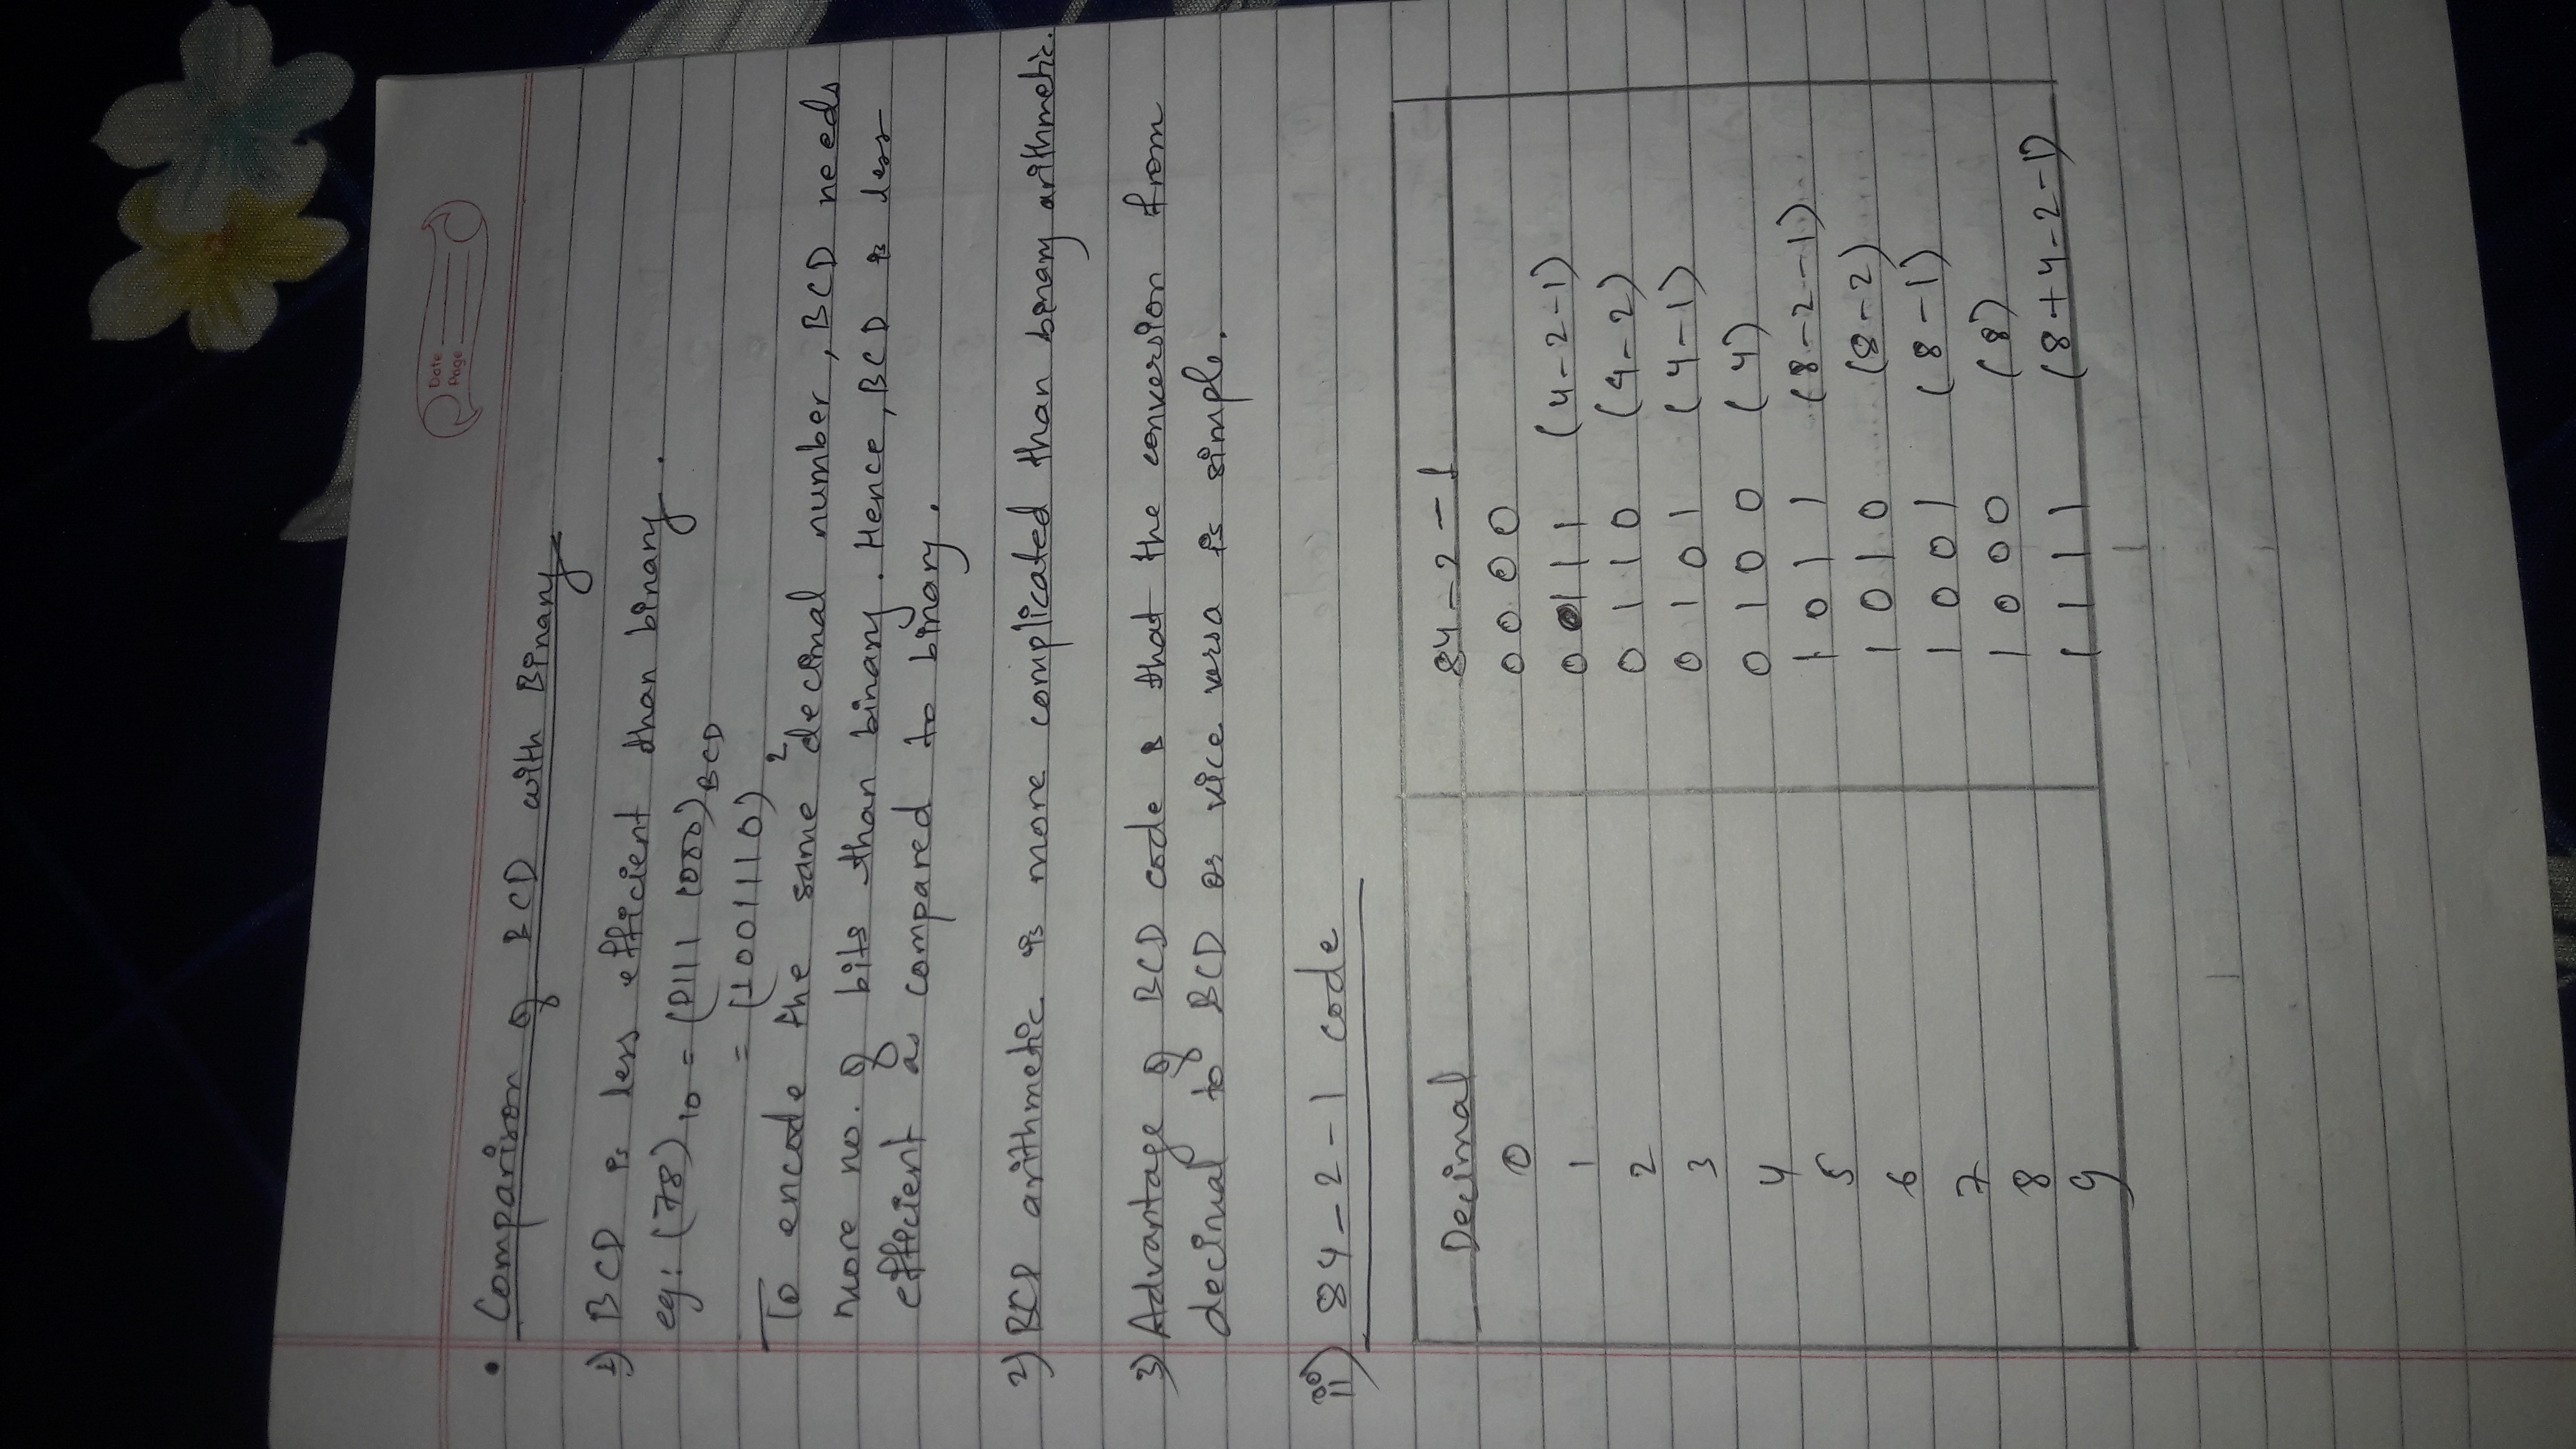 Date
Page
• Comparison of BCD with Binary
1) BCD is less efficient than binary.
eg: (78)10 = (0111 1000)BCD
= (1001110)2
To encode the same decimal number, BCD needs
more no. of bits than binary. Hence, BCD is less
efficient as compared to binary.
2) BCD arithmetic is more complicated than binary arithmetic.
3) Advantage of BCD code is that the conversion from
decimal to BCD or vice versa is simple.
ii) 84-2-1 code
Decimal 84-2-1
0 0000
1 0111 (4-2-1)
2 0110 (4-2)
3 0101 (4-1)
4 0100 (4)
5 1011 (8-2-1)
6 1010 (8-2)
7 1001 (8-1)
8 1000 (8)
9 1111 (8+4-2-1)